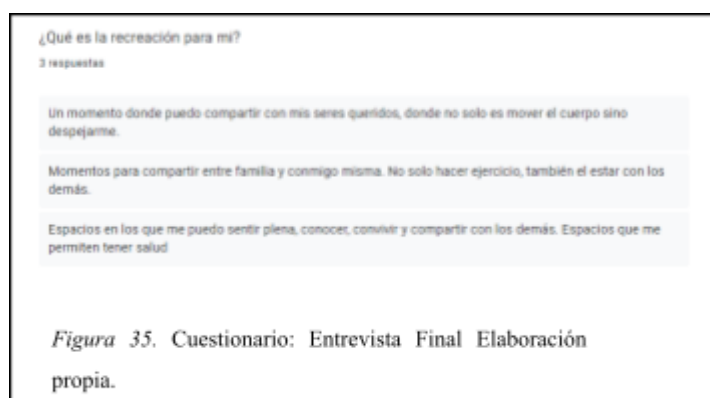 ¿Qué es la recreación para mi?
3 respuestas
Un momento donde puedo compartir con mis seres queridos, donde no solo es mover el cuerpo sino
despejarme.
Momentos para compartir entre familia y conmigo misma. No solo hacer ejercicio, también el estar con los
demás.
Espacios en los que me puedo sentir plena, conocer, convivir y compartir con los demás. Espacios que me
permiten tener salud
Figura 35. Cuestionario: Entrevista Final Elaboración
propia.